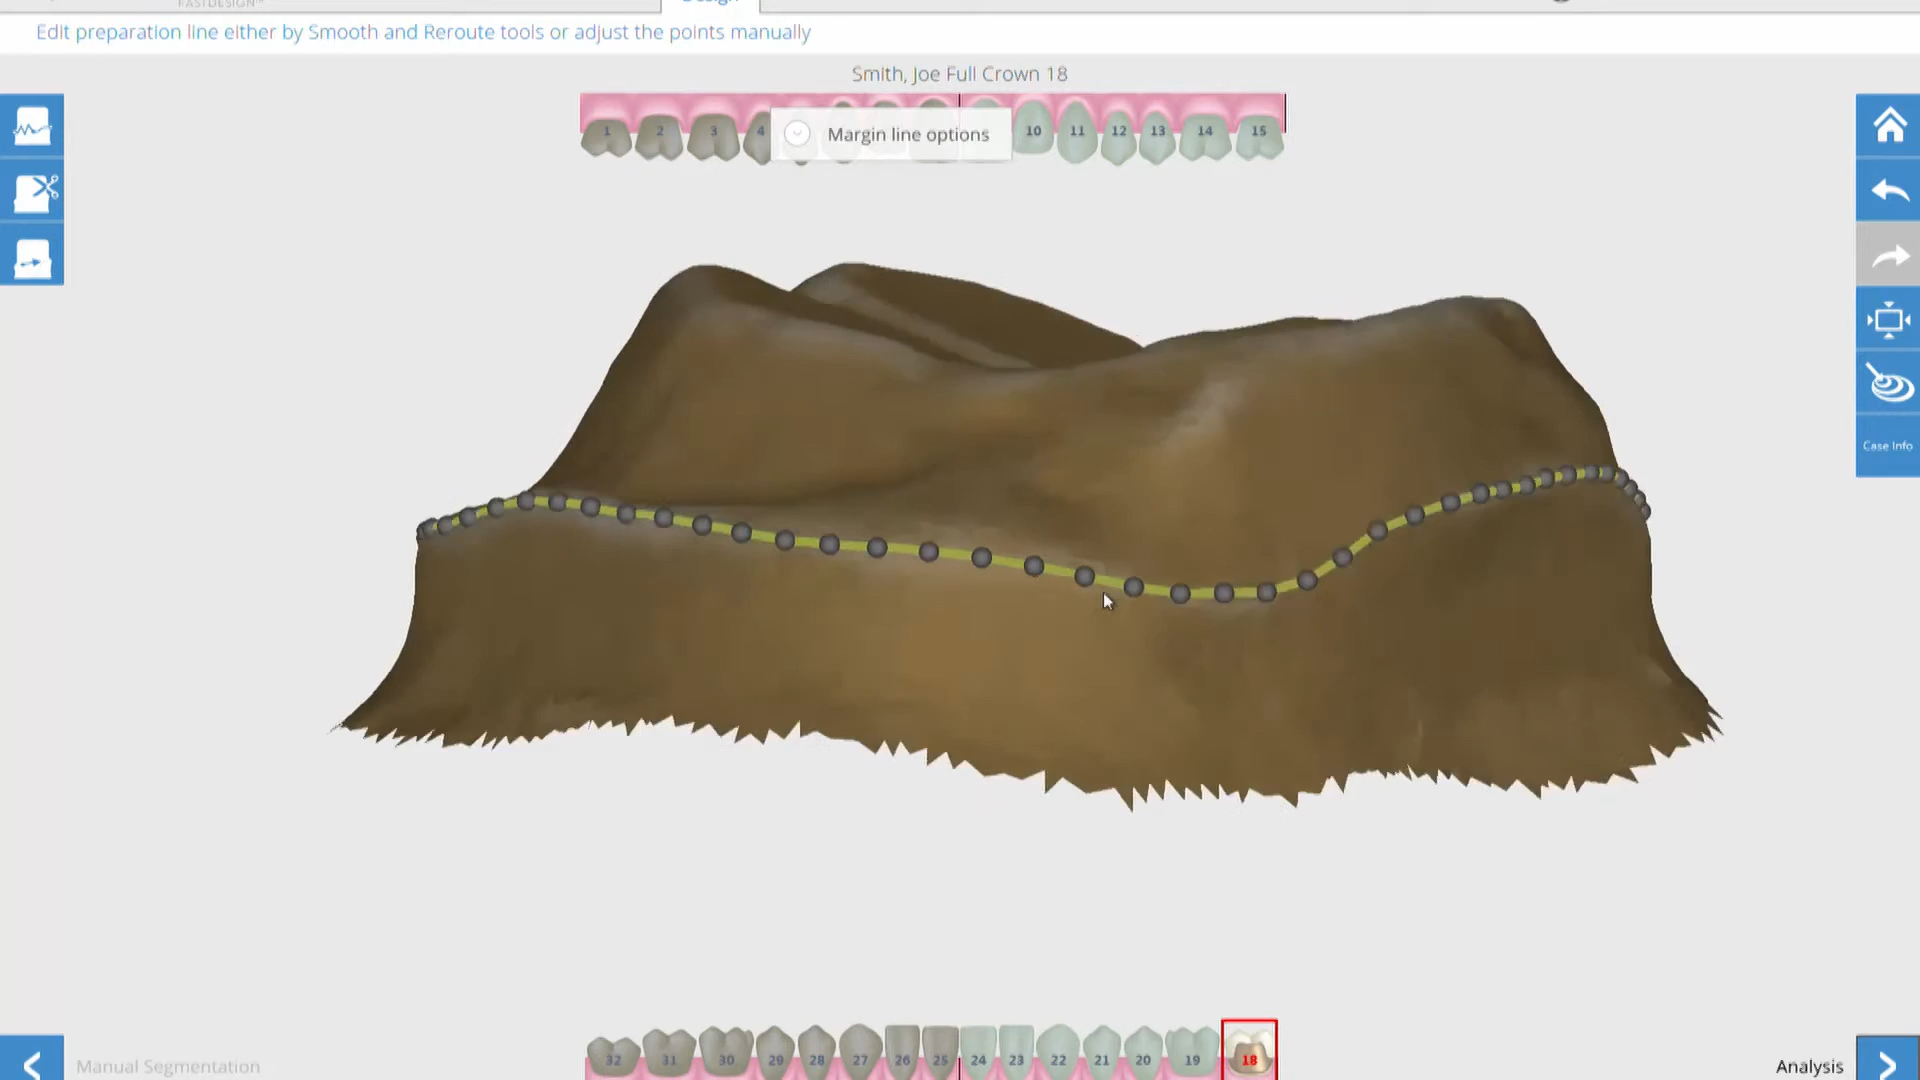 FASTDESIGN™
Design
Edit preparation line either by Smooth and Reroute tools or adjust the points manually
Smith, Joe Full Crown 18
1 2 3 4 10 11 12 13 14 15
Margin line options
Case Info
Manual Segmentation
32 31 30 29 28 27 26 25 24 23 22 21 20 19 18
Analysis